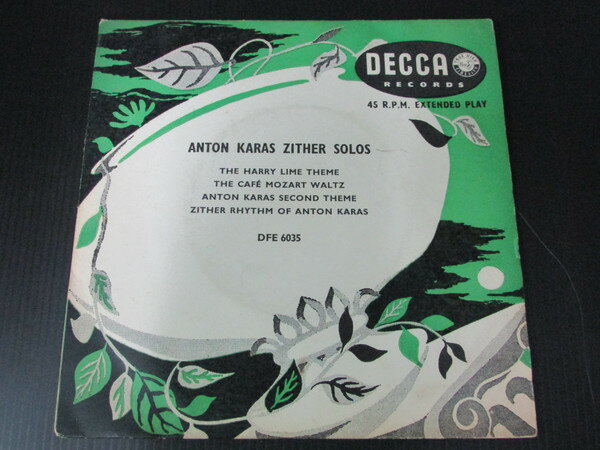 DECCA
RECORDS
45 R.P.M. EXTENDED PLAY
ANTON KARAS ZITHER SOLOS
THE HARRY LIME THEME
THE CAFÉ MOZART WALTZ
ANTON KARAS SECOND THEME
ZITHER RHYTHM OF ANTON KARAS
DFE 6035